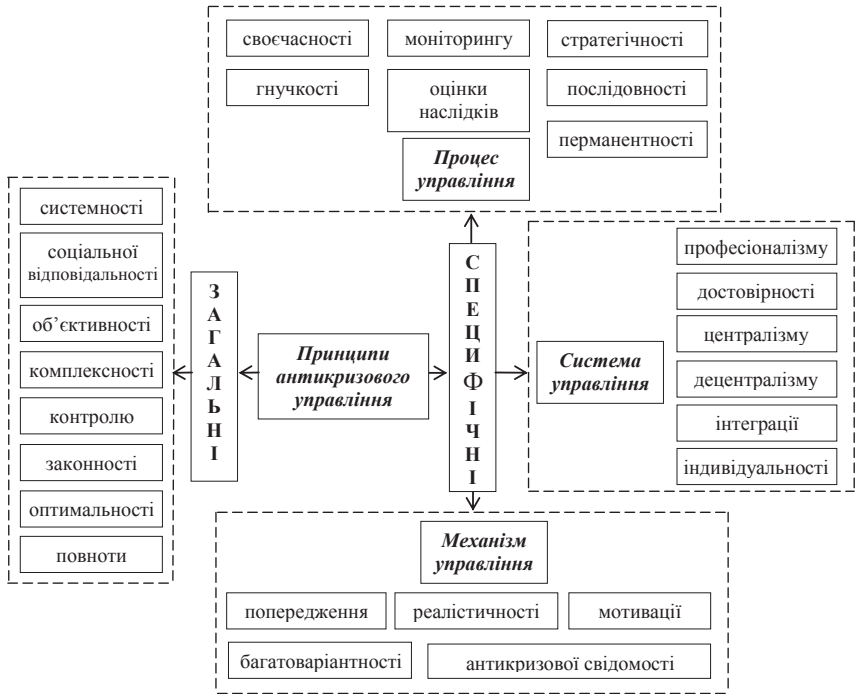 своєчасності
моніторингу
стратегічності
гнучкості
оцінки
наслідків
послідовності
перманентності
Процес
управління
системності
соціальної
відповідальності
об’єктивності
комплексності
контролю
законності
оптимальності
повноти
ЗАГАЛЬНІ
Принципи
антикризового
управління
СПЕЦИФІЧНІ
Система
управління
професіоналізму
достовірності
централізму
децентралізму
інтеграції
індивідуальності
Механізм
управління
попередження
реалістичності
мотивації
багатоваріантності
антикризової свідомості